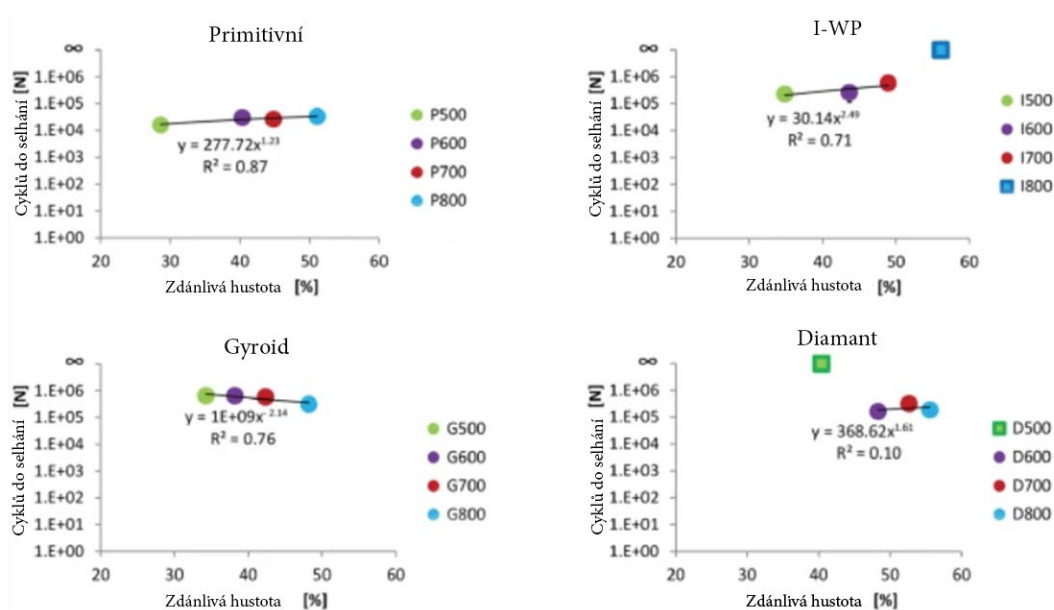 Primitivní
∞
1.E+06
1.E+05
1.E+04
1.E+03
1.E+02
1.E+01
1.E+00
Cyklů do selhání [N]
y = 277.72x^1.23
R² = 0.87
20 30 40 50 60
Zdánlivá hustota [%]
P500
P600
P700
P800
I-WP
∞
1.E+06
1.E+05
1.E+04
1.E+03
1.E+02
1.E+01
1.E+00
Cyklů do selhání [N]
y = 30.14x^2.49
R² = 0.71
20 30 40 50 60
Zdánlivá hustota [%]
I500
I600
I700
I800
Gyroid
∞
1.E+06
1.E+05
1.E+04
1.E+03
1.E+02
1.E+01
1.E+00
Cyklů do selhání [N]
y = 1E+09x^-2.14
R² = 0.76
20 30 40 50 60
Zdánlivá hustota [%]
G500
G600
G700
G800
Diamant
∞
1.E+06
1.E+05
1.E+04
1.E+03
1.E+02
1.E+01
1.E+00
Cyklů do selhání [N]
y = 368.62x^1.61
R² = 0.10
20 30 40 50 60
Zdánlivá hustota [%]
D500
D600
D700
D800